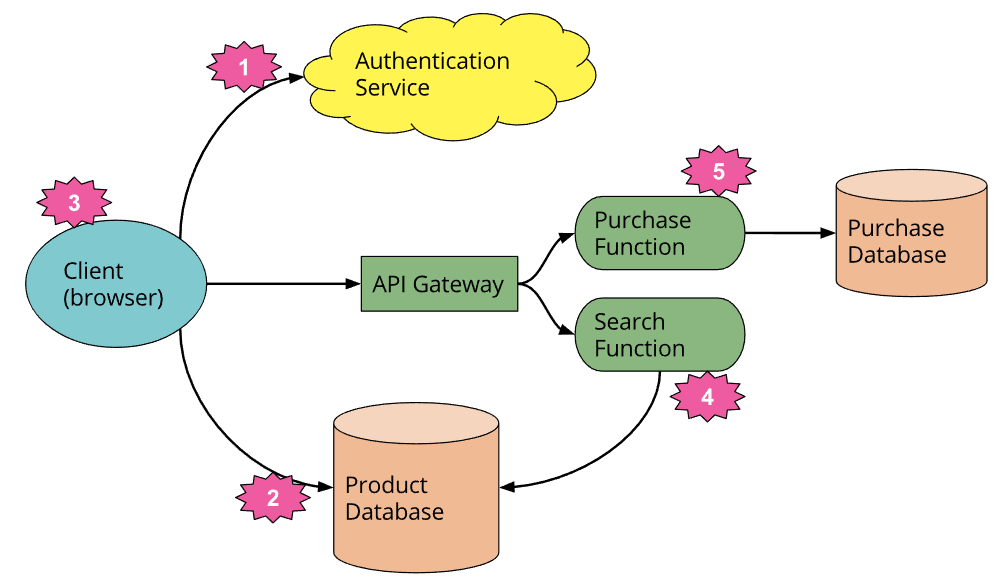 1
Authentication
Service
3
Client
(browser)
API Gateway
5
Purchase
Function
Purchase
Database
Search
Function
4
2
Product
Database